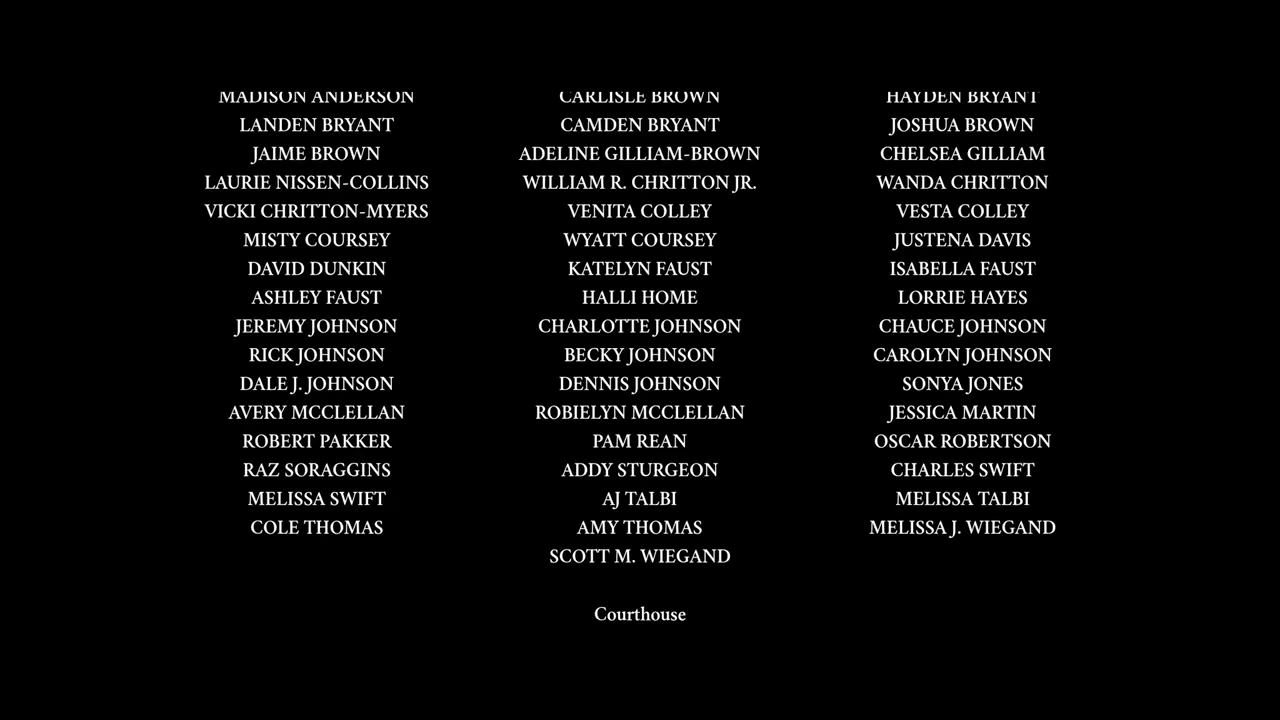 MADISON ANDERSON CARLISLE BROWN HAYDEN BRYANT
LANDEN BRYANT CAMDEN BRYANT JOSHUA BROWN
JAIME BROWN ADELINE GILLIAM-BROWN CHELSEA GILLIAM
LAURIE NISSEN-COLLINS WILLIAM R. CHRITTON JR. WANDA CHRITTON
VICKI CHRITTON-MYERS VENITA COLLEY VESTA COLLEY
MISTY COURSEY WYATT COURSEY JUSTENA DAVIS
DAVID DUNKIN KATELYN FAUST ISABELLA FAUST
ASHLEY FAUST HALLI HOME LORRIE HAYES
JEREMY JOHNSON CHARLOTTE JOHNSON CHAUCE JOHNSON
RICK JOHNSON BECKY JOHNSON CAROLYN JOHNSON
DALE J. JOHNSON DENNIS JOHNSON SONYA JONES
AVERY MCCLELLAN ROBIELYN MCCLELLAN JESSICA MARTIN
ROBERT PAKKER PAM REAN OSCAR ROBERTSON
RAZ SORAGGINS ADDY STURGEON CHARLES SWIFT
MELISSA SWIFT AJ TALBI MELISSA TALBI
COLE THOMAS AMY THOMAS MELISSA J. WIEGAND
SCOTT M. WIEGAND
Courthouse